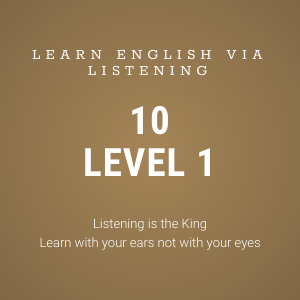 LEARN ENGLISH VIA
LISTENING
10
LEVEL 1
Listening is the King
Learn with your ears not with your eyes